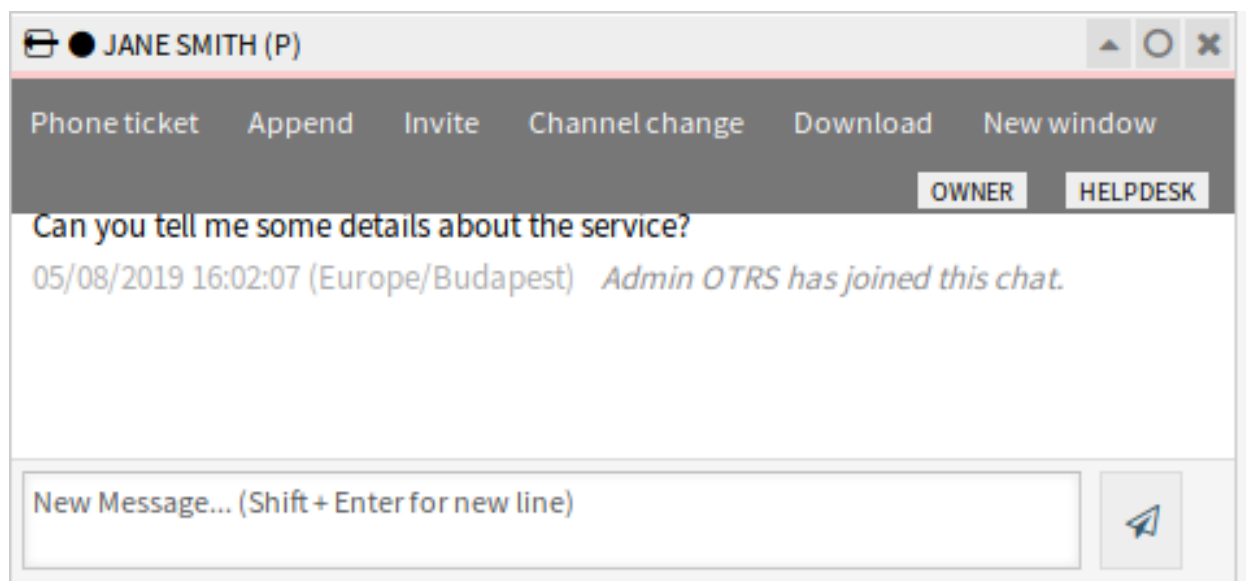 JANE SMITH (P)
Phone ticket Append Invite Channel change Download New window
OWNER HELPDESK
Can you tell me some details about the service?
05/08/2019 16:02:07 (Europe/Budapest) Admin OTRS has joined this chat.
New Message... (Shift + Enter for new line)